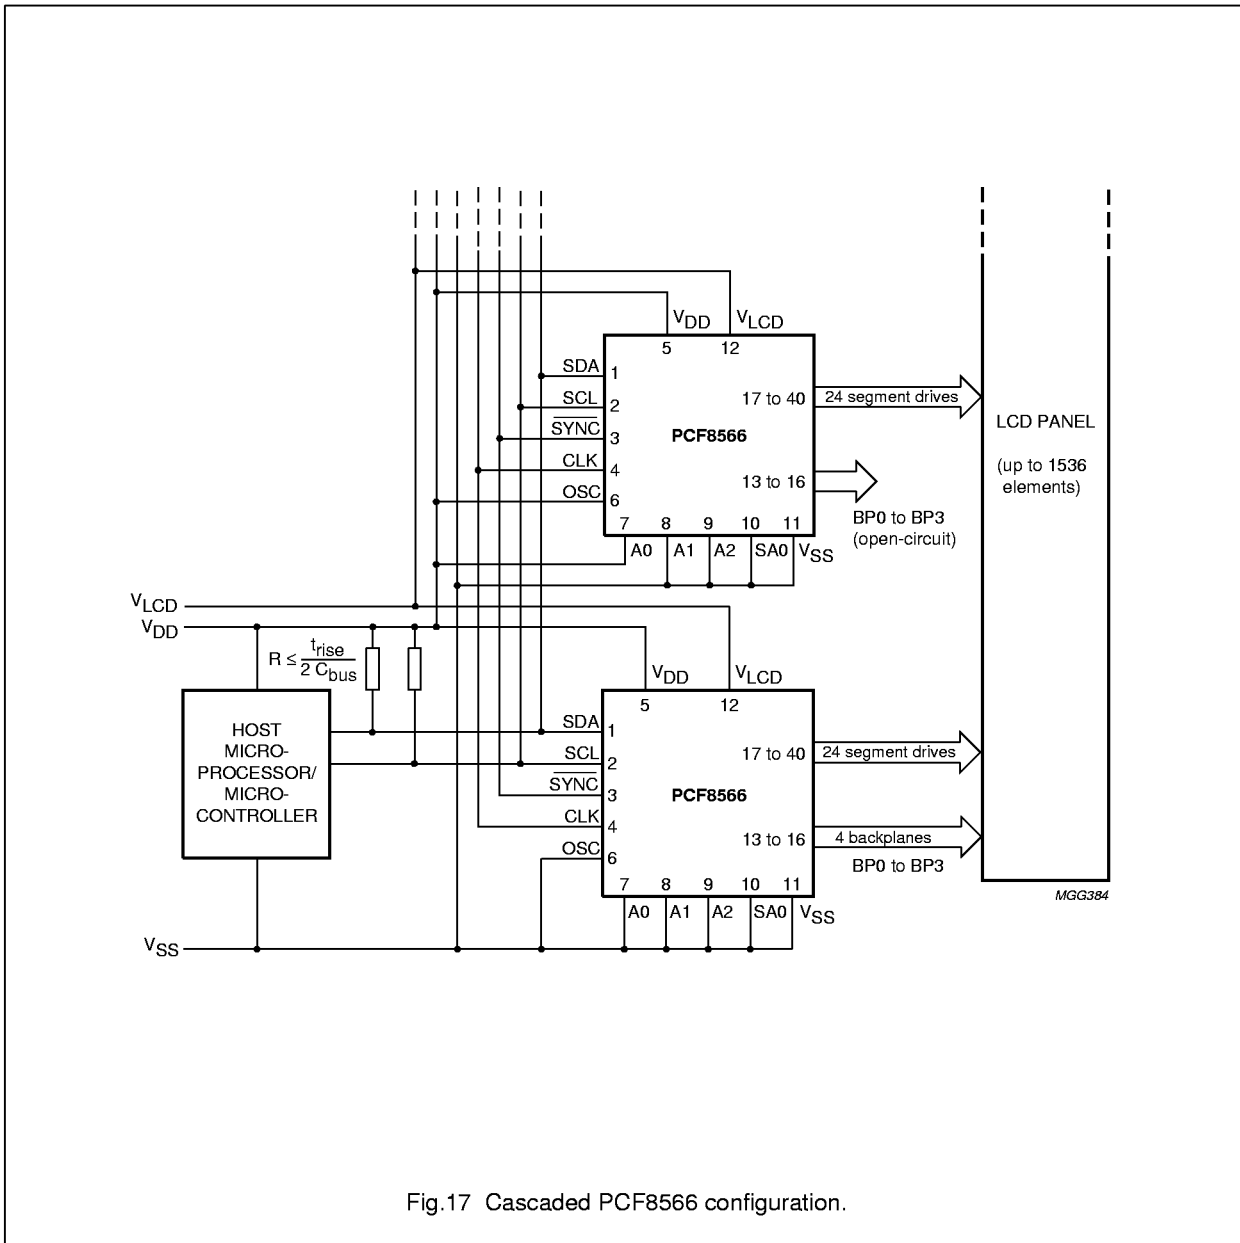 VDD
VLCD
5
12
SDA
1
SCL
2
SYNC
3
CLK
4
OSC
6
PCF8566
17 to 40
24 segment drives
13 to 16
BP0 to BP3
(open-circuit)
7
8
9
10
11
A0
A1
A2
SA0
VSS
LCD PANEL
(up to 1536
elements)
VLCD
VDD
R ≤ trise
2 Cbus
HOST
MICRO-
PROCESSOR/
MICRO-
CONTROLLER
VDD
VLCD
5
12
SDA
1
SCL
2
SYNC
3
CLK
4
OSC
6
PCF8566
17 to 40
24 segment drives
13 to 16
4 backplanes
BP0 to BP3
7
8
9
10
11
A0
A1
A2
SA0
VSS
VSS
MGG384
Fig.17 Cascaded PCF8566 configuration.